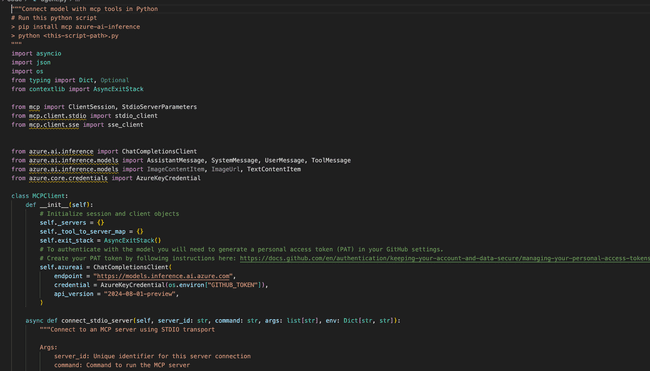 """Connect model with mcp tools in Python
# Run this python script
> pip install mcp azure-ai-inference
> python <this-script-path>.py
"""
import asyncio
import json
import os
from typing import Dict, Optional
from contextlib import AsyncExitStack

from mcp import ClientSession, StdioServerParameters
from mcp.client.stdio import stdio_client
from mcp.client.sse import sse_client


from azure.ai.inference import ChatCompletionsClient
from azure.ai.inference.models import AssistantMessage, SystemMessage, UserMessage, ToolMessage
from azure.ai.inference.models import ImageContentItem, ImageUrl, TextContentItem
from azure.core.credentials import AzureKeyCredential

class MCPClient:
    def __init__(self):
        # Initialize session and client objects
        self._servers = {}
        self._tool_to_server_map = {}
        self.exit_stack = AsyncExitStack()
        # To authenticate with the model you will need to generate a personal access token (PAT) in your GitHub settings.
        # Create your PAT token by following instructions here: https://docs.github.com/en/authentication/keeping-your-account-and-data-secure/managing-your-personal-access-tokens
        self.azureai = ChatCompletionsClient(
            endpoint = "https://models.inference.ai.azure.com",
            credential = AzureKeyCredential(os.environ["GITHUB_TOKEN"]),
            api_version = "2024-08-01-preview",
        )

    async def connect_stdio_server(self, server_id: str, command: str, args: list[str], env: Dict[str, str]):
        """Connect to an MCP server using STDIO transport

        Args:
            server_id: Unique identifier for this server connection
            command: Command to run the MCP server